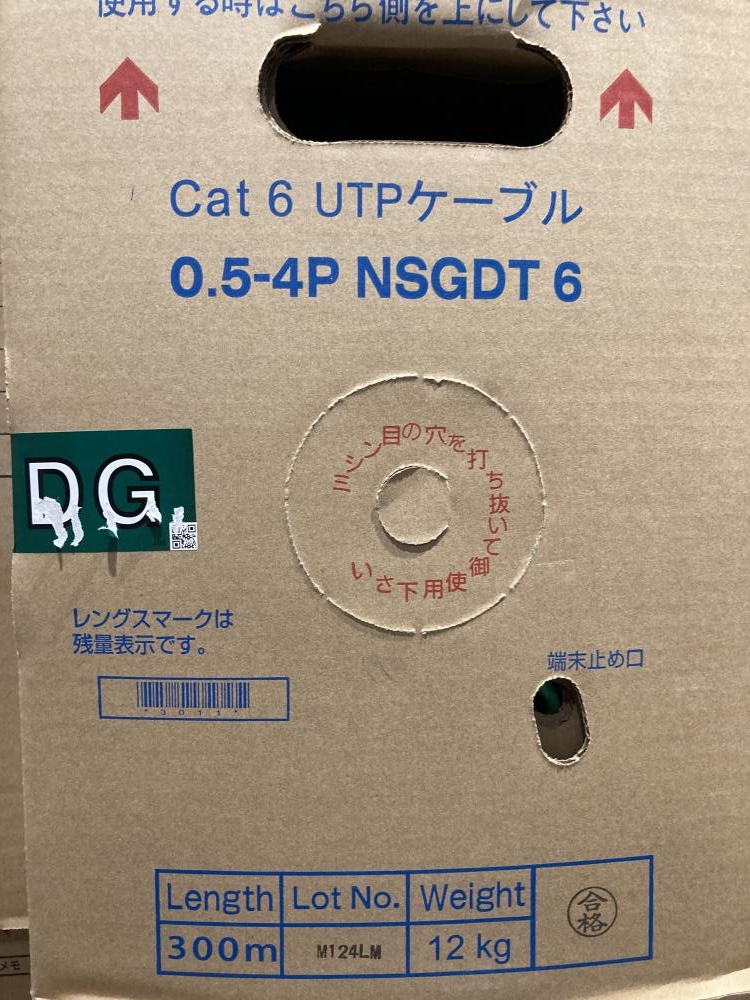 使用する時はこちら側を上にして下さい
Cat 6 UTPケーブル
0.5-4P NSGDT 6
ミシン目の穴を打ち抜いて
御使用下さい
DG
レングスマークは
残量表示です。
*3011*
端末止め口
Length Lot No. Weight
合格
300m M124LM 12 kg
メモ